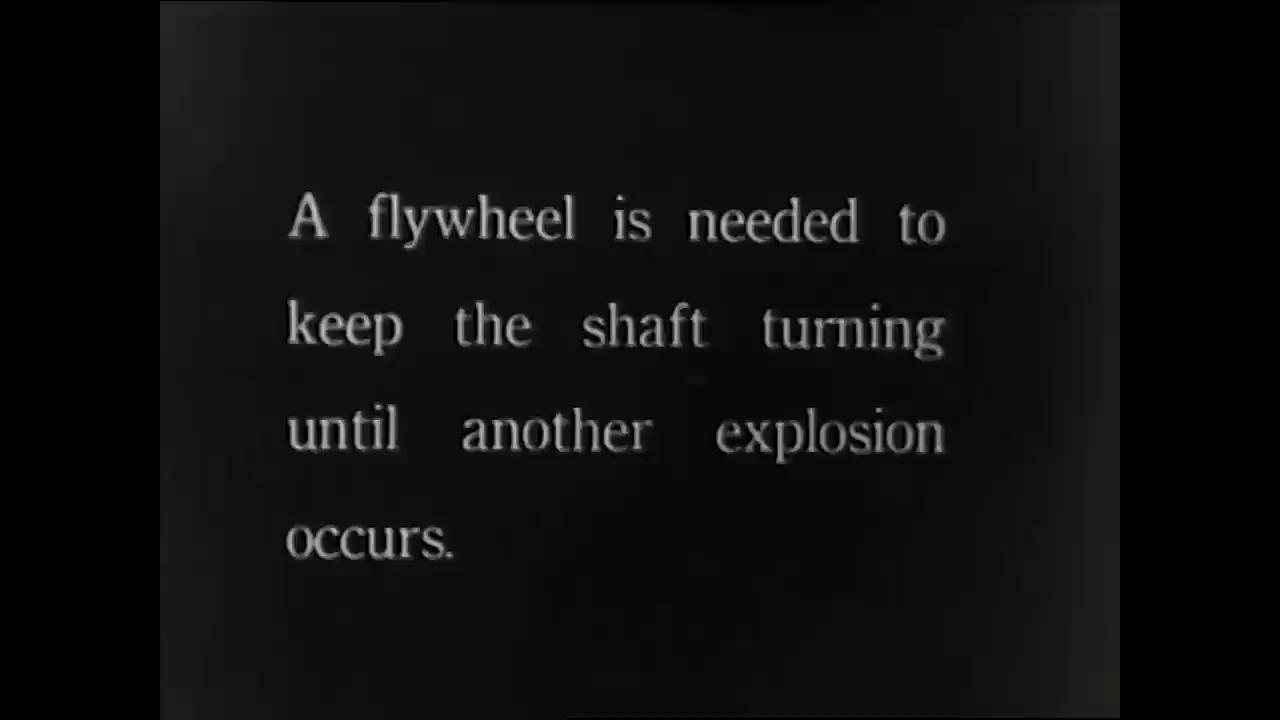 A flywheel is needed to
keep the shaft turning
until another explosion
occurs.